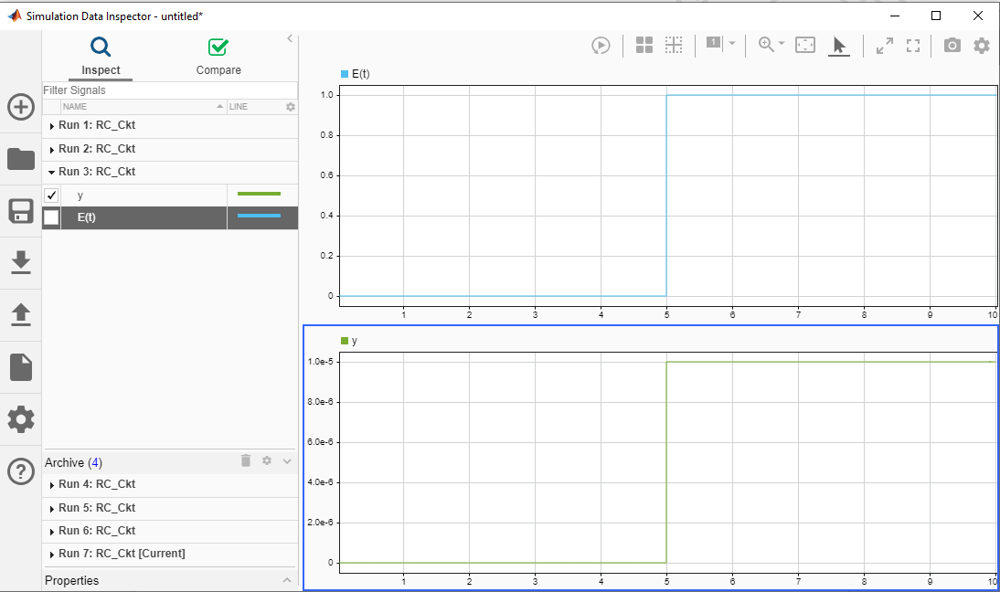 Simulation Data Inspector - untitled*
Inspect
Compare
Filter Signals
NAME
LINE
Run 1: RC_Ckt
Run 2: RC_Ckt
Run 3: RC_Ckt
y
E(t)
Archive (4)
Run 4: RC_Ckt
Run 5: RC_Ckt
Run 6: RC_Ckt
Run 7: RC_Ckt [Current]
Properties
1
E(t)
1.0
0.8
0.6
0.4
0.2
0
1 2 3 4 5 6 7 8 9 10
y
1.0e-5
8.0e-6
6.0e-6
4.0e-6
2.0e-6
0
1 2 3 4 5 6 7 8 9 10